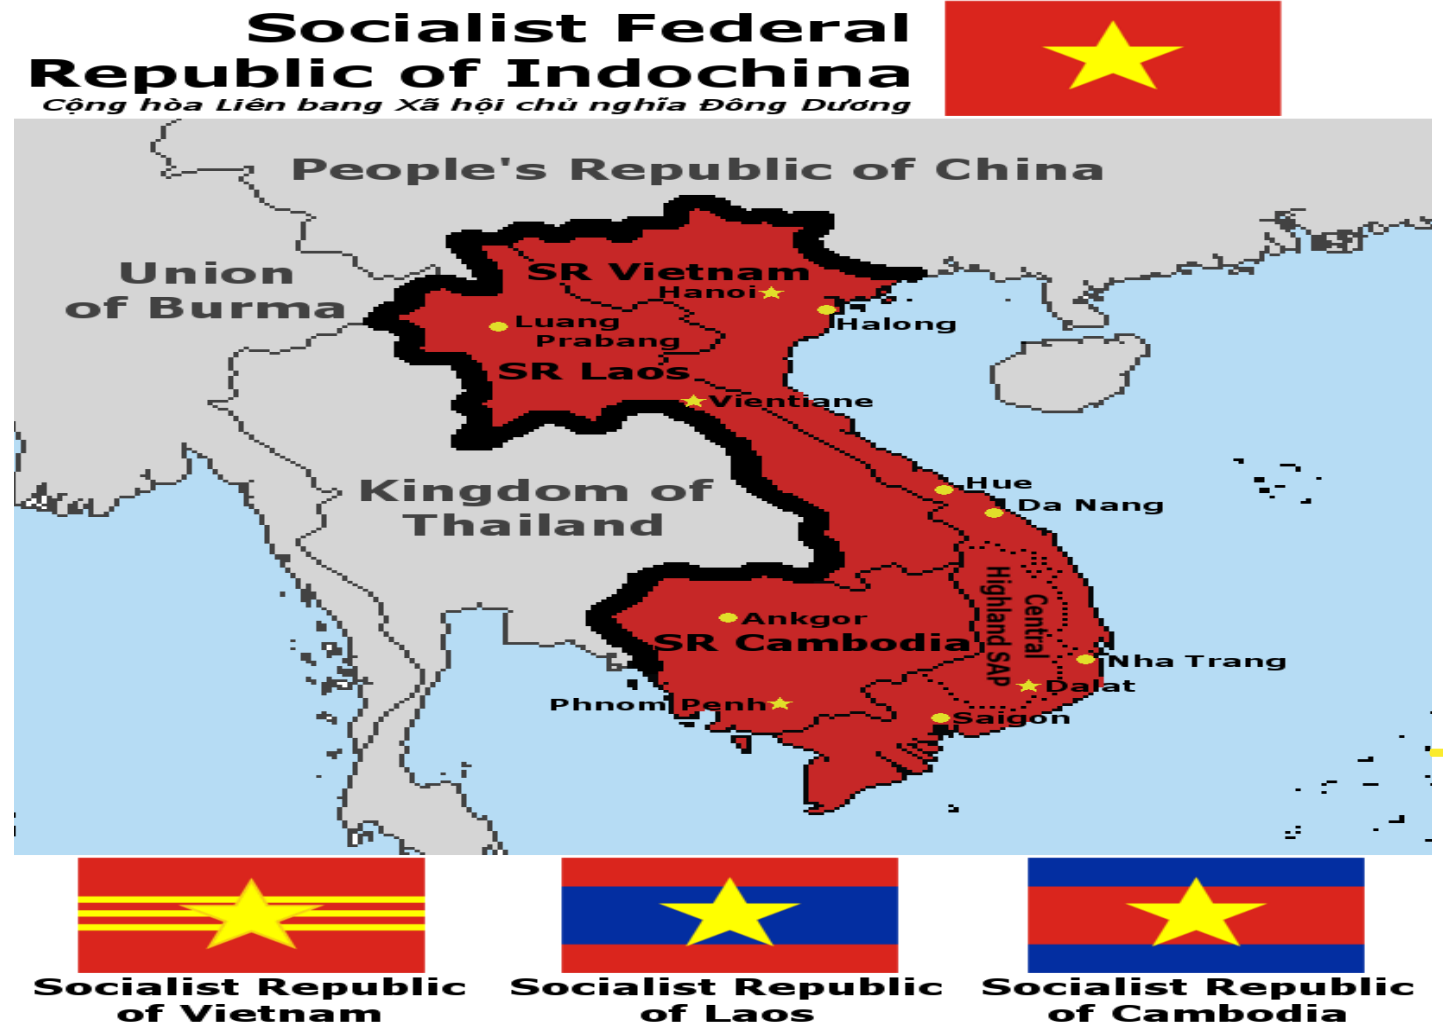 Socialist Federal
Republic of Indochina
Cộng hòa Liên bang Xã hội chủ nghĩa Đông Dương
People's Republic of China
Union
of Burma
SR Vietnam
Hanoi
Halong
Luang
Prabang
SR Laos
Vientiane
Kingdom of
Thailand
Hue
Da Nang
Central
Highland SAP
Ankgor
SR Cambodia
Nha Trang
Dalat
Phnom Penh
Saigon
Socialist Republic
of Vietnam
Socialist Republic
of Laos
Socialist Republic
of Cambodia